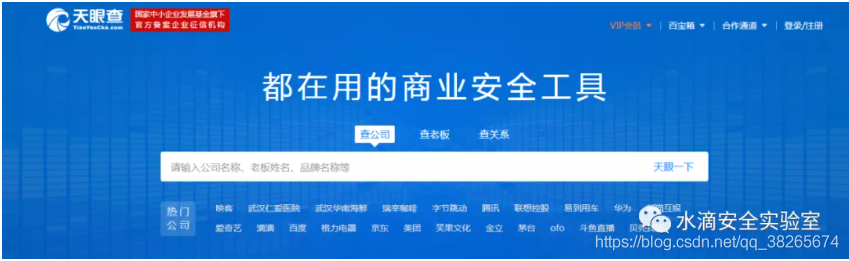 天眼查
TianYanCha.com
国家中小企业发展基金旗下
官方备案企业征信机构
VIP会员 百宝箱 合作通道 登录/注册
都在用的商业安全工具
查公司 查老板 查关系
请输入公司名称、老板姓名、品牌名称等 天眼一下
热门公司
映客 武汉仁爱医院 武汉华南海鲜 瑞幸咖啡 字节跳动 腾讯 联想控股 易到用车 华为 互娱
爱奇艺 滴滴 百度 格力电器 京东 美团 笑果文化 金立 茅台 ofo 斗鱼直播
水滴安全实验室
https://blog.csdn.net/qq_38265674